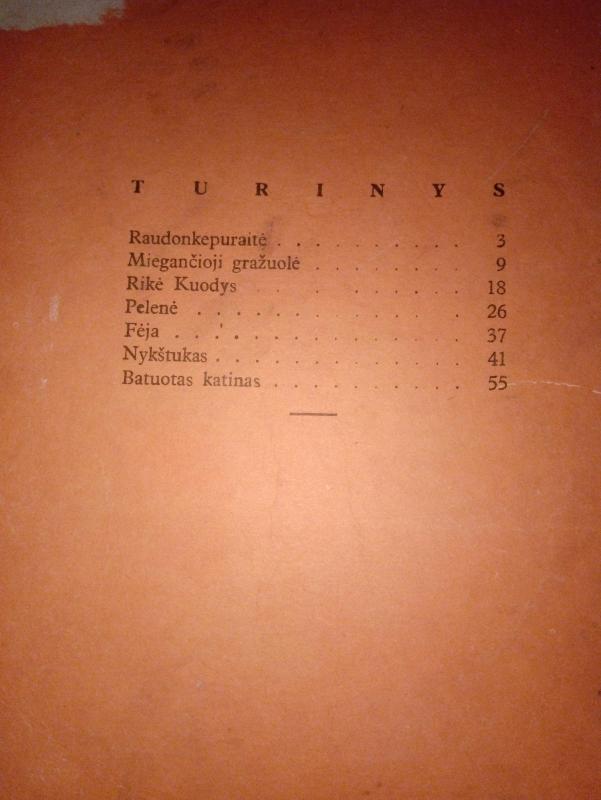 TURINYS
Raudonkepuraitė . . . . . . . . 3
Miegančioji gražuolė . . . . . . . 9
Rikė Kuodys . . . . . . . . . 18
Pelenė . . . . . . . . . . . . 26
Fėja . . . . . . . . . . . . . 37
Nykštukas . . . . . . . . . . . 41
Batuotas katinas . . . . . . . . . 55